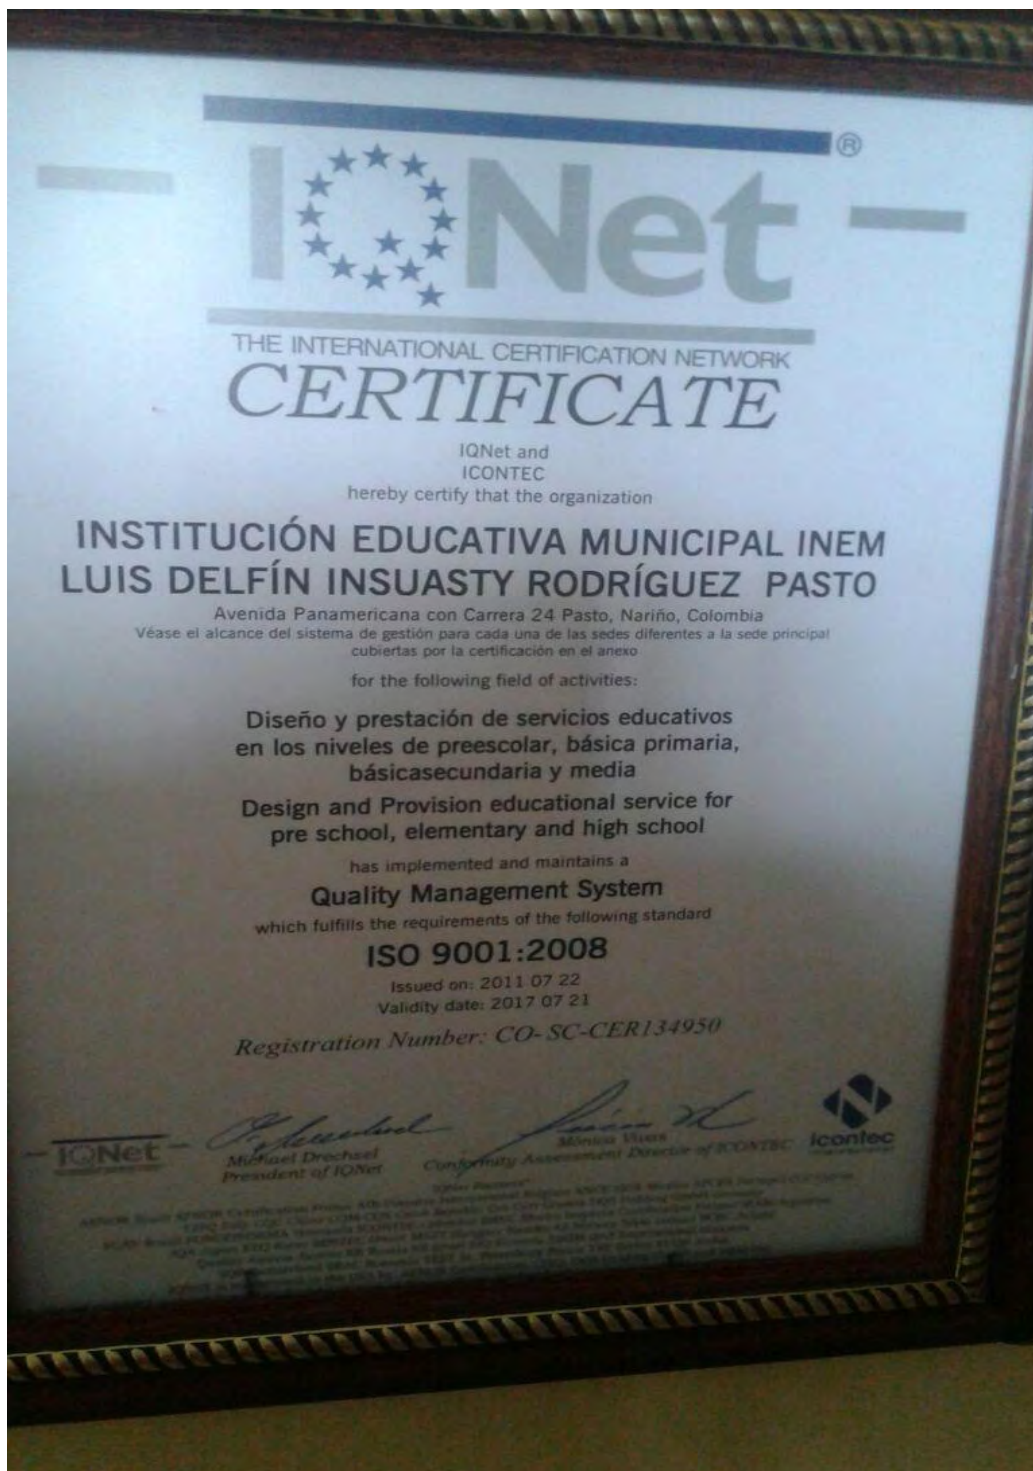 IQNet ®
THE INTERNATIONAL CERTIFICATION NETWORK
CERTIFICATE
IQNet and
ICONTEC
hereby certify that the organization
INSTITUCIÓN EDUCATIVA MUNICIPAL INEM
LUIS DELFÍN INSUASTY RODRÍGUEZ PASTO
Avenida Panamericana con Carrera 24 Pasto, Nariño, Colombia
Véase el alcance del sistema de gestión para cada una de las sedes diferentes a la sede principal
cubiertas por la certificación en el anexo
for the following field of activities:
Diseño y prestación de servicios educativos
en los niveles de preescolar, básica primaria,
básicasecundaria y media
Design and Provision educational service for
pre school, elementary and high school
has implemented and maintains a
Quality Management System
which fulfills the requirements of the following standard
ISO 9001:2008
Issued on: 2011 07 22
Validity date: 2017 07 21
Registration Number: CO-SC-CER134950
IQNet
Michael Drechsel
President of IQNet
Mónica Vivas
Conformity Assessment Director of ICONTEC
icontec